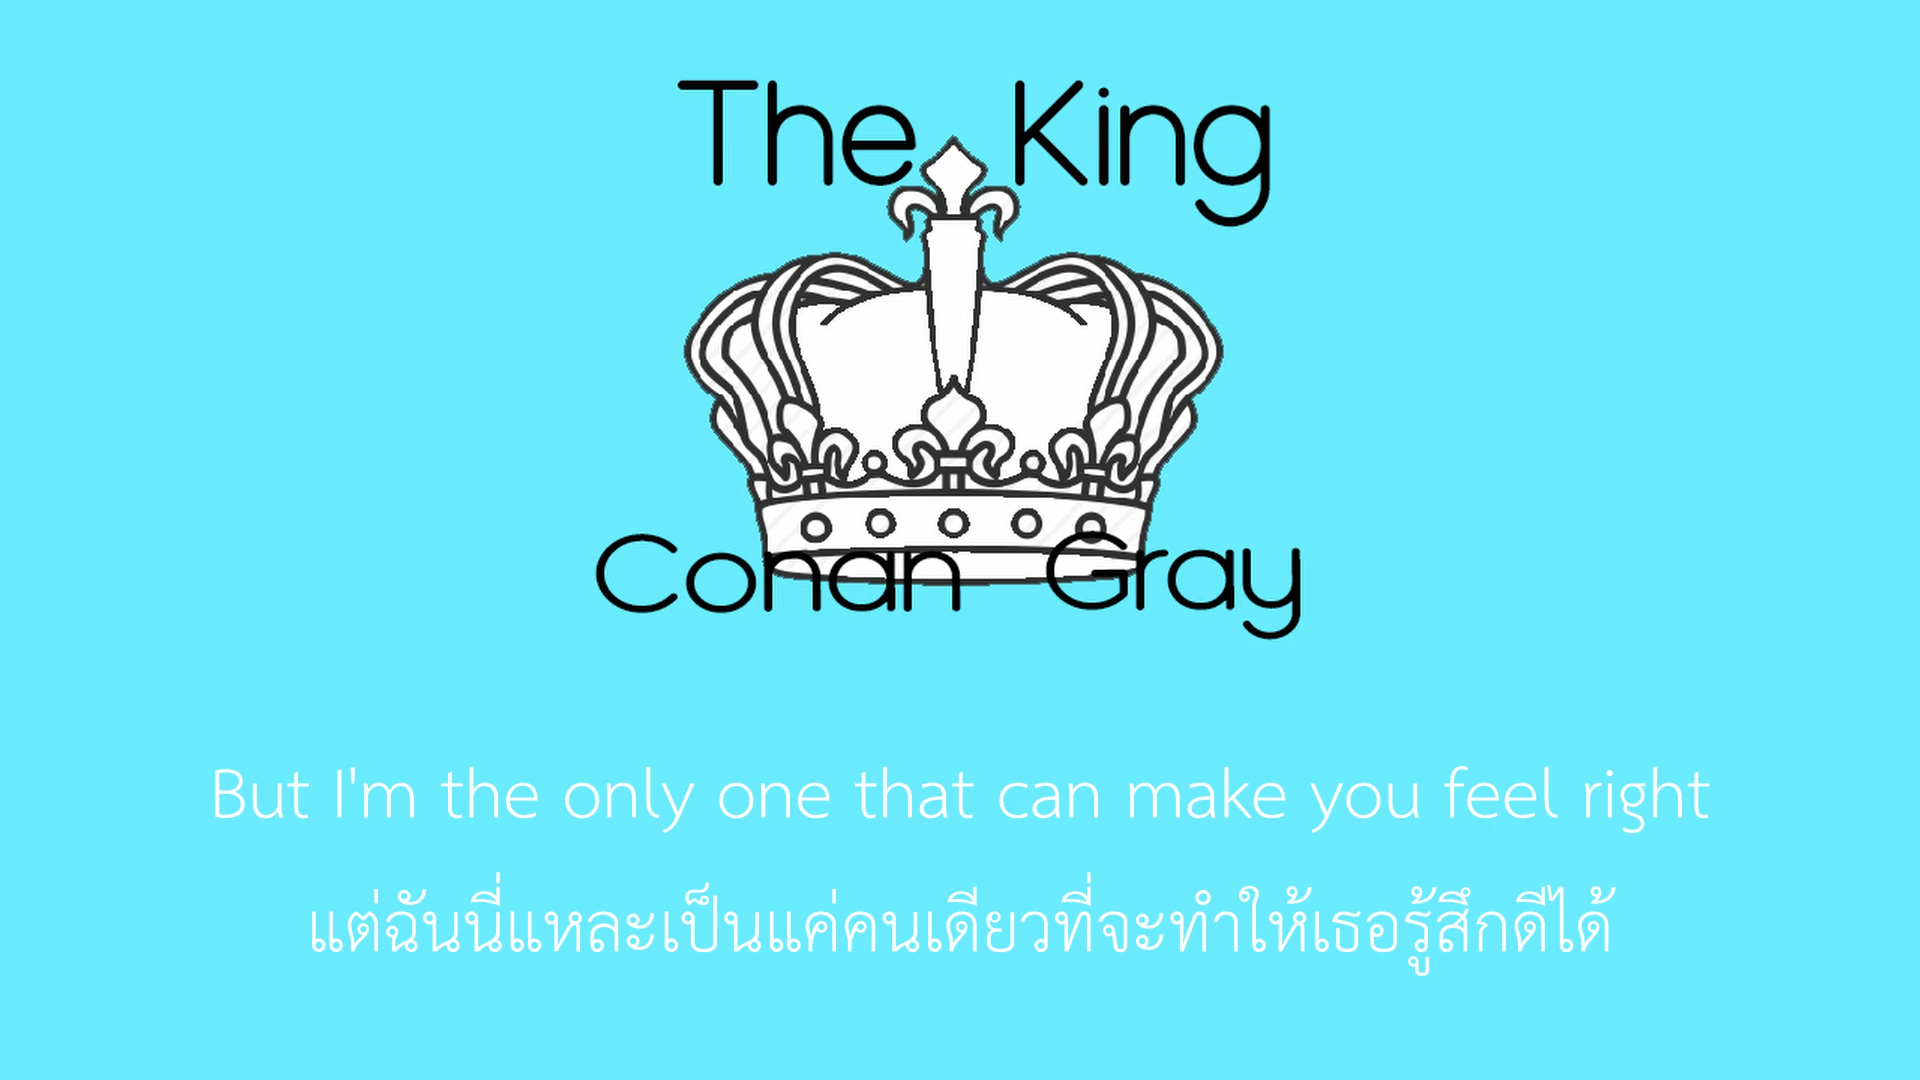 The King
Conan Gray
But I'm the only one that can make you feel right
แต่ฉันนี่แหละเป็นแค่คนเดียวที่จะทำให้เธอรู้สึกดีได้